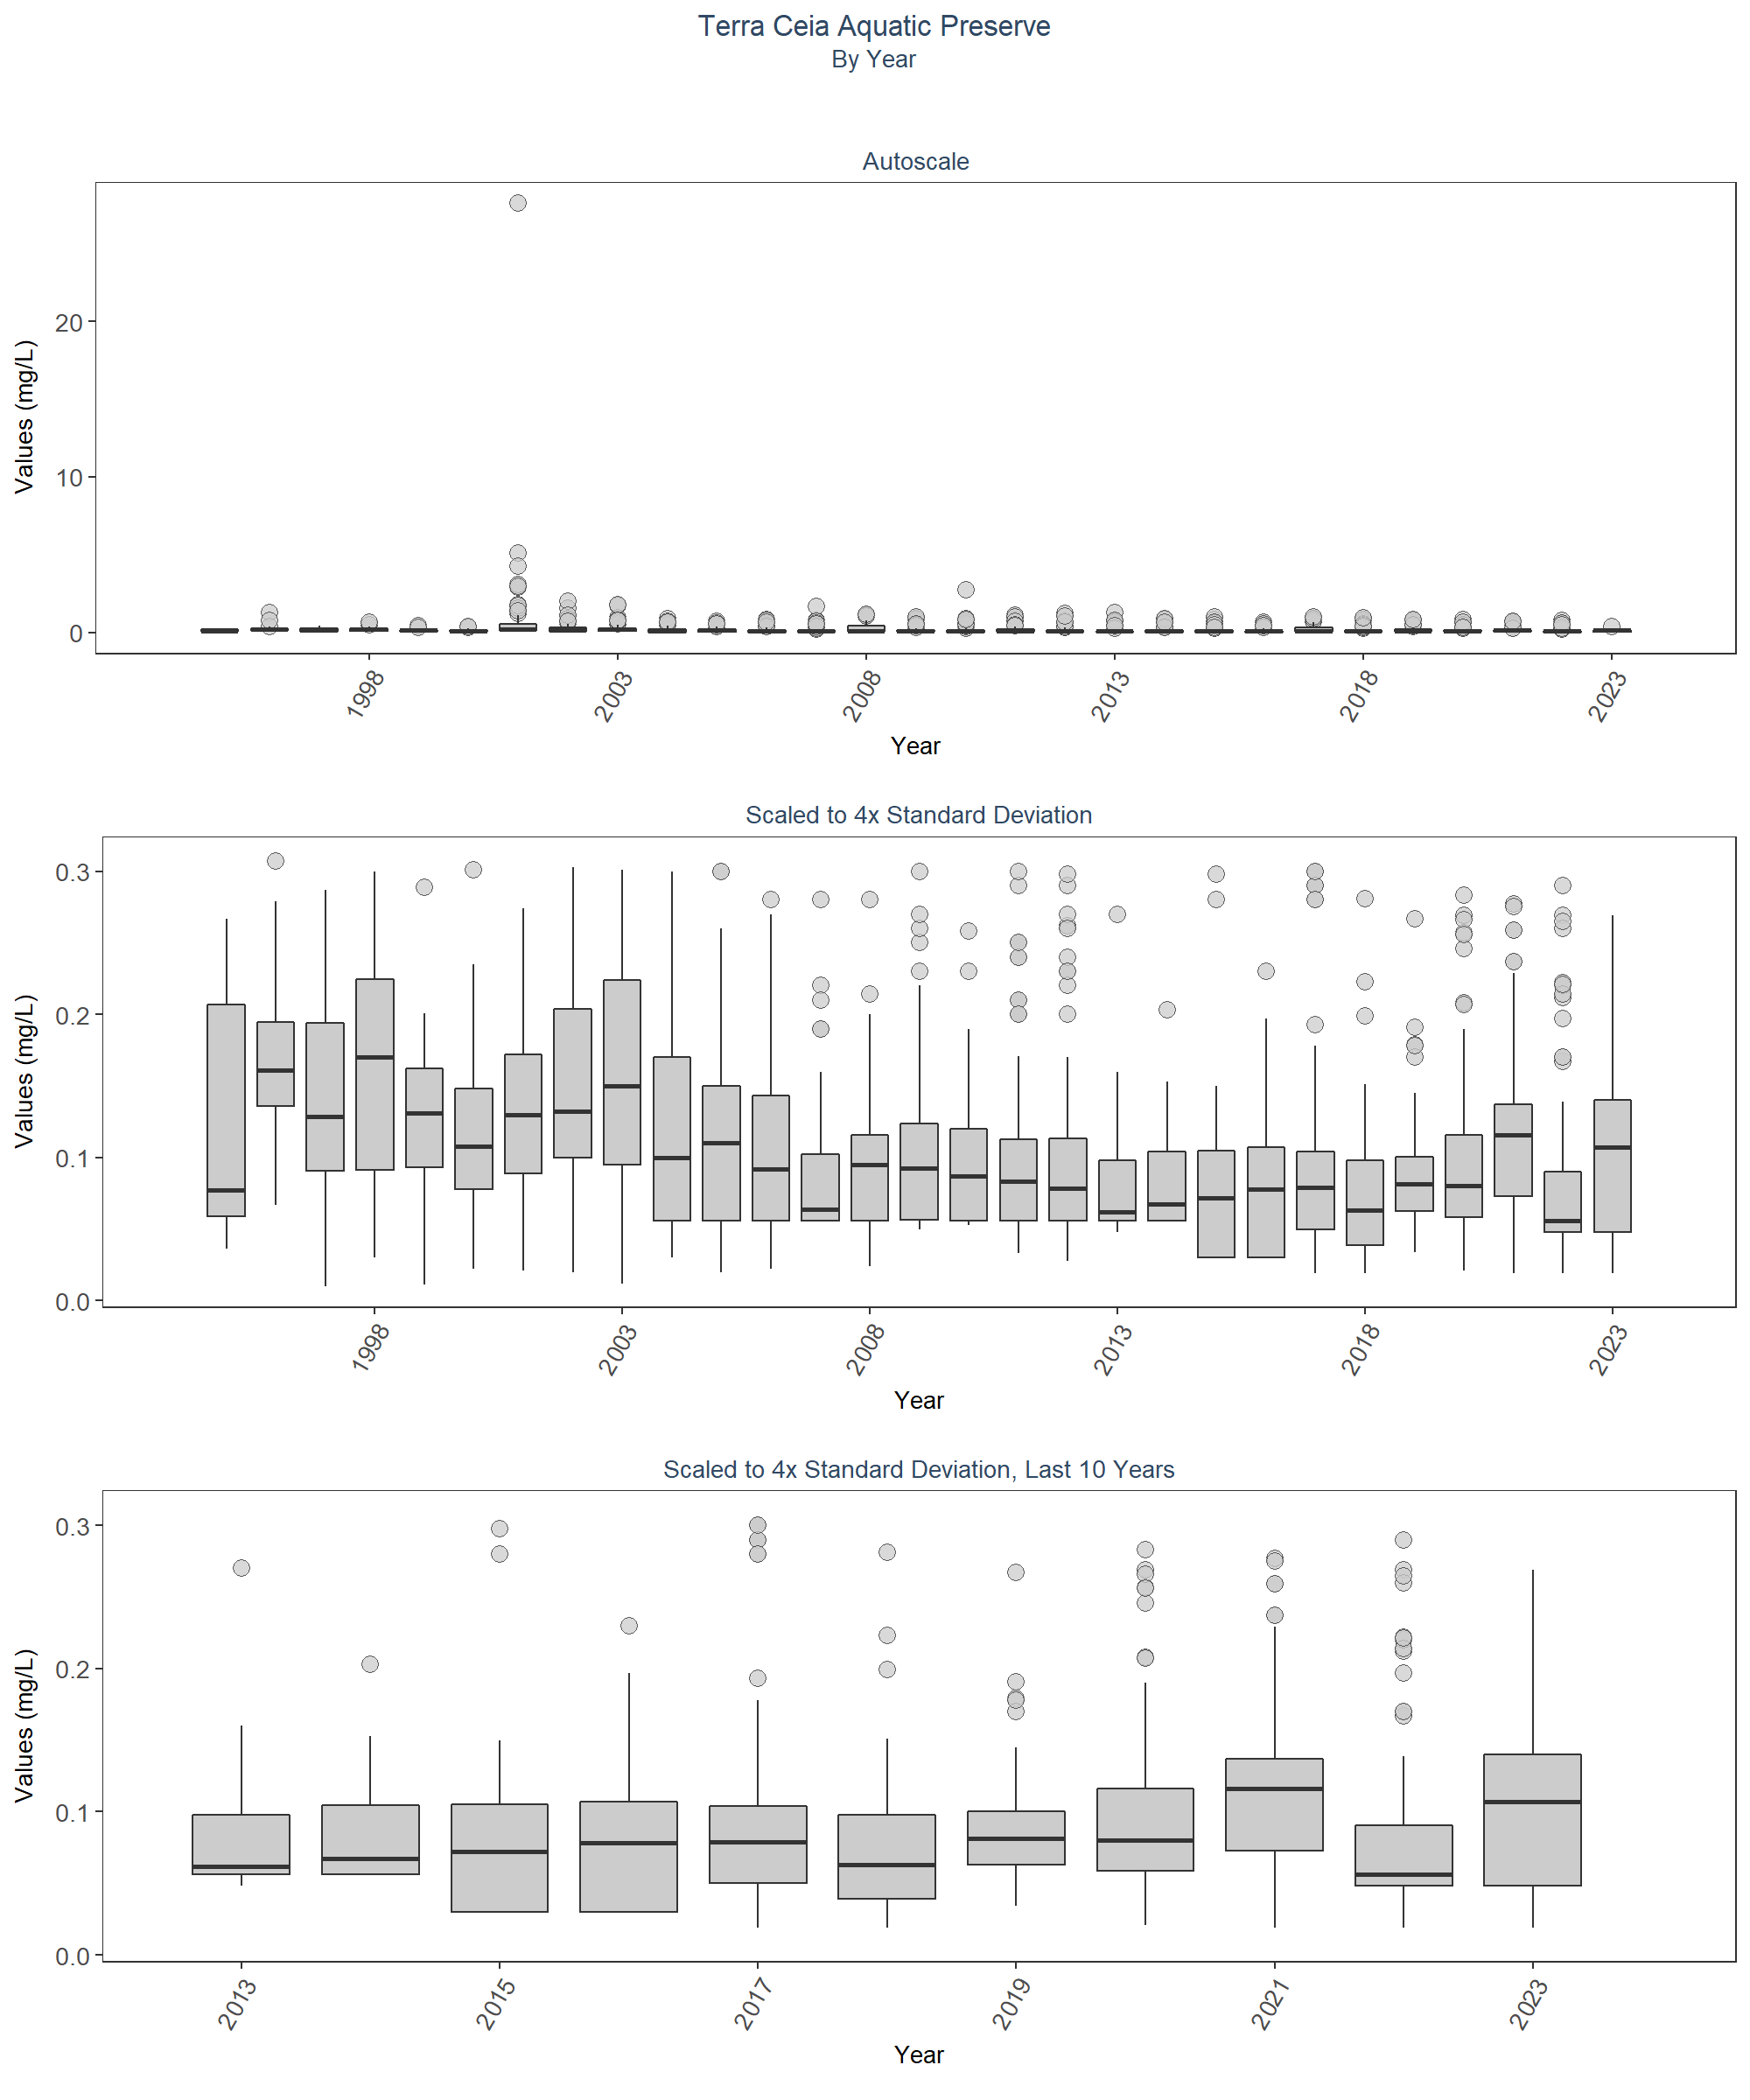 Terra Ceia Aquatic Preserve
By Year
Autoscale
Values (mg/L)
20
10
0
1998 2003 2008 2013 2018 2023
Year
Scaled to 4x Standard Deviation
Values (mg/L)
0.3
0.2
0.1
0.0
1998 2003 2008 2013 2018 2023
Year
Scaled to 4x Standard Deviation, Last 10 Years
Values (mg/L)
0.3
0.2
0.1
0.0
2013 2015 2017 2019 2021 2023
Year